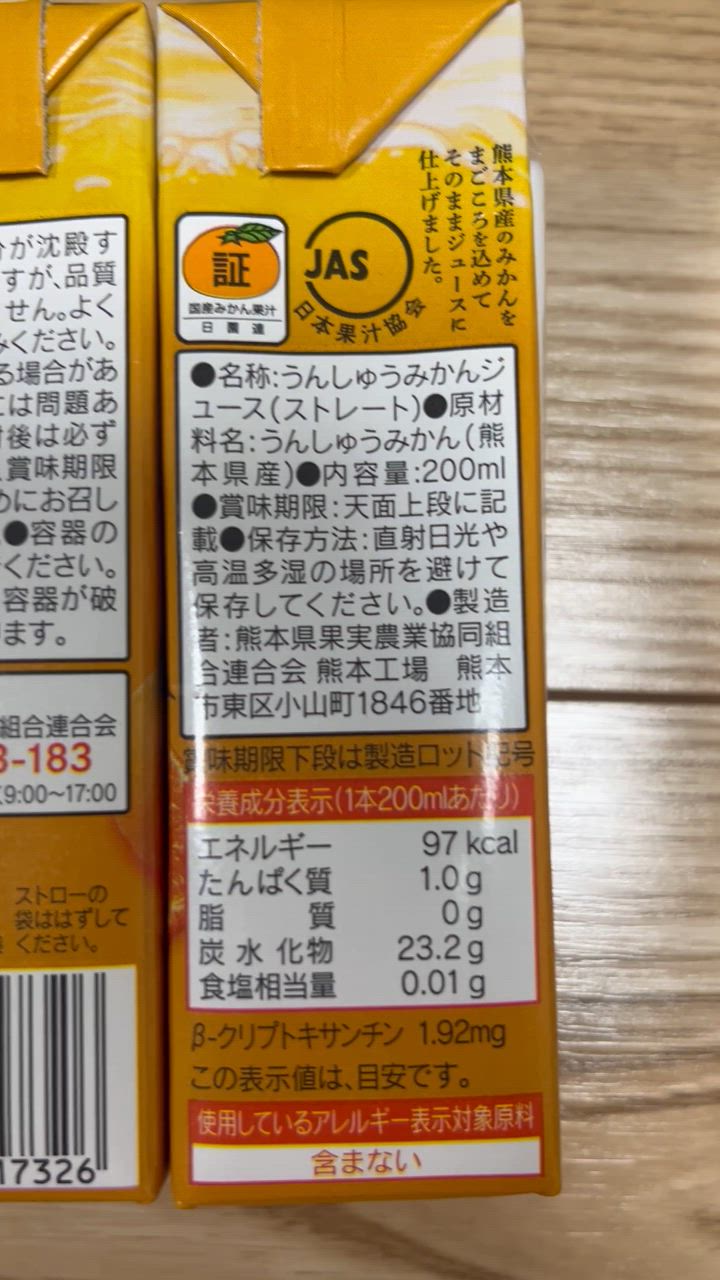 が沈殿す
すが、品質
せん。よく
ください。
る場合があ
は問題あ
後は必ず
賞味期限
めにお召し
●容器の
ください。
容器が破
ます。
組合連合会
3-183
9:00~17:00
ストローの
袋ははずして
ください。
17326
熊本県産のみかんを
まごころを込めて
そのままジュースに
仕上げました。
証
国産みかん果汁
日園連
JAS
日本果汁協会
●名称:うんしゅうみかんジ
ュース(ストレート)●原材
料名:うんしゅうみかん(熊
本県産)●内容量:200ml
●賞味期限:天面上段に記
載●保存方法:直射日光や
高温多湿の場所を避けて
保存してください。●製造
者:熊本県果実農業協同組
合連合会 熊本工場 熊本
市東区小山町1846番地
賞味期限下段は製造ロット記号
栄養成分表示(1本200mlあたり)
エネルギー 97 kcal
たんぱく質 1.0g
脂質 0g
炭水化物 23.2g
食塩相当量 0.01g
β-クリプトキサンチン 1.92mg
この表示値は、目安です。
使用しているアレルギー表示対象原料
含まない